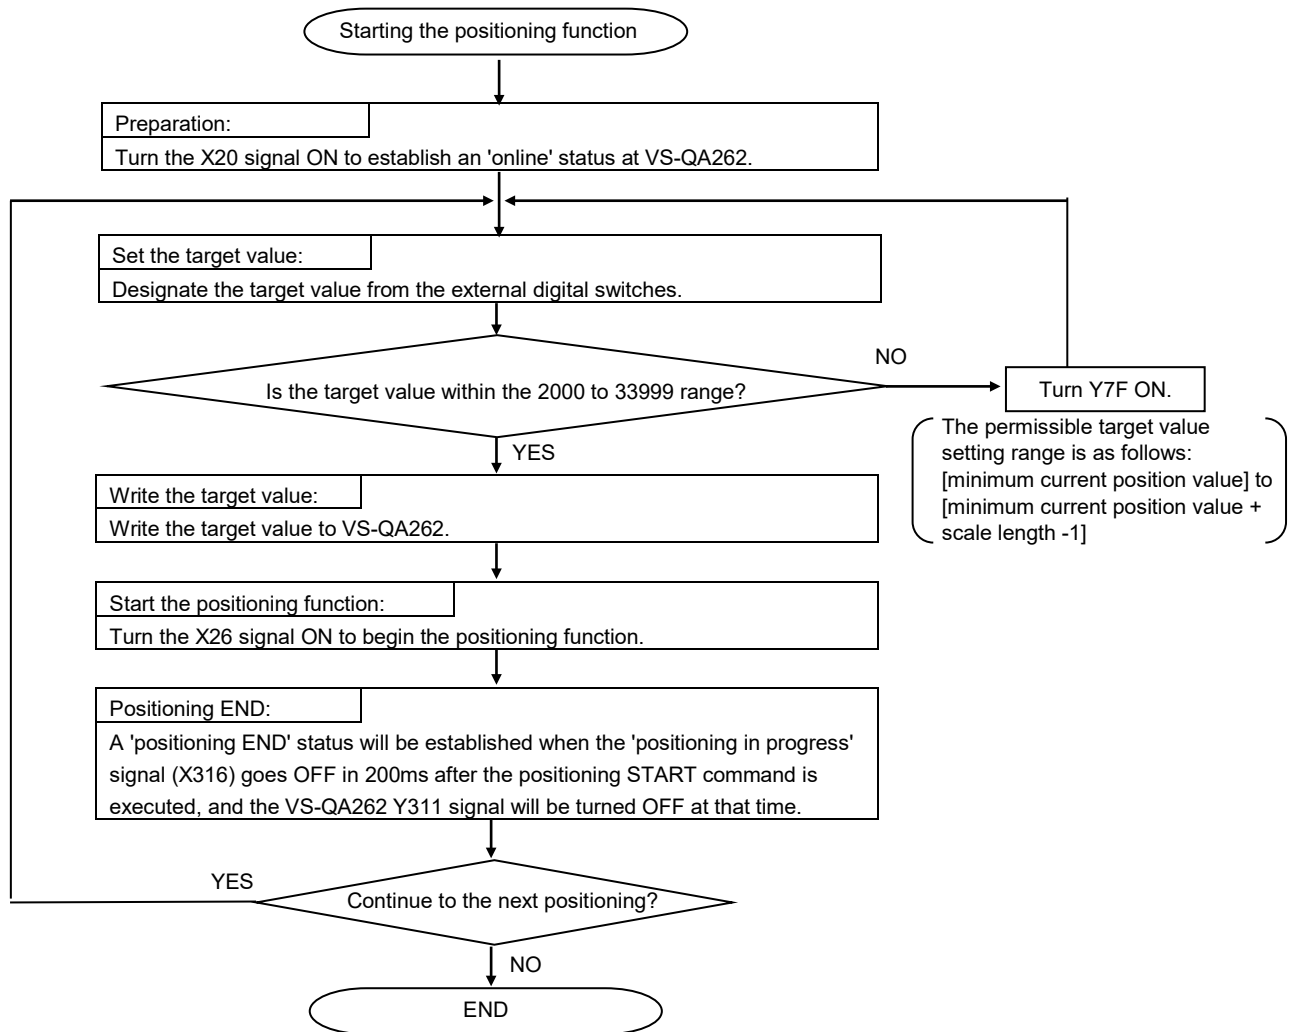 Starting the positioning function
Preparation:
Turn the X20 signal ON to establish an 'online' status at VS-QA262.
Set the target value:
Designate the target value from the external digital switches.
Is the target value within the 2000 to 33999 range?
NO
Turn Y7F ON.
The permissible target value
setting range is as follows:
[minimum current position value] to
[minimum current position value +
scale length -1]
YES
Write the target value:
Write the target value to VS-QA262.
Start the positioning function:
Turn the X26 signal ON to begin the positioning function.
Positioning END:
A 'positioning END' status will be established when the 'positioning in progress'
signal (X316) goes OFF in 200ms after the positioning START command is
executed, and the VS-QA262 Y311 signal will be turned OFF at that time.
YES
Continue to the next positioning?
NO
END